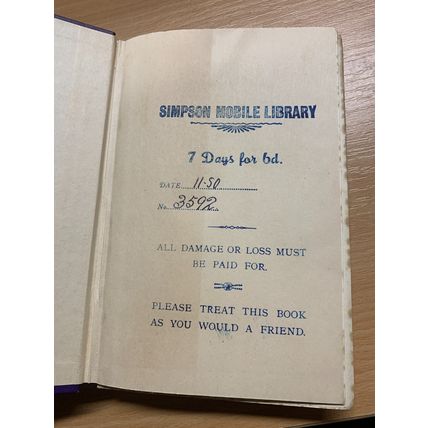 SIMPSON MOBILE LIBRARY
7 Days for 6d.
DATE 11-50
No. 3592
ALL DAMAGE OR LOSS MUST
BE PAID FOR.
PLEASE TREAT THIS BOOK
AS YOU WOULD A FRIEND.